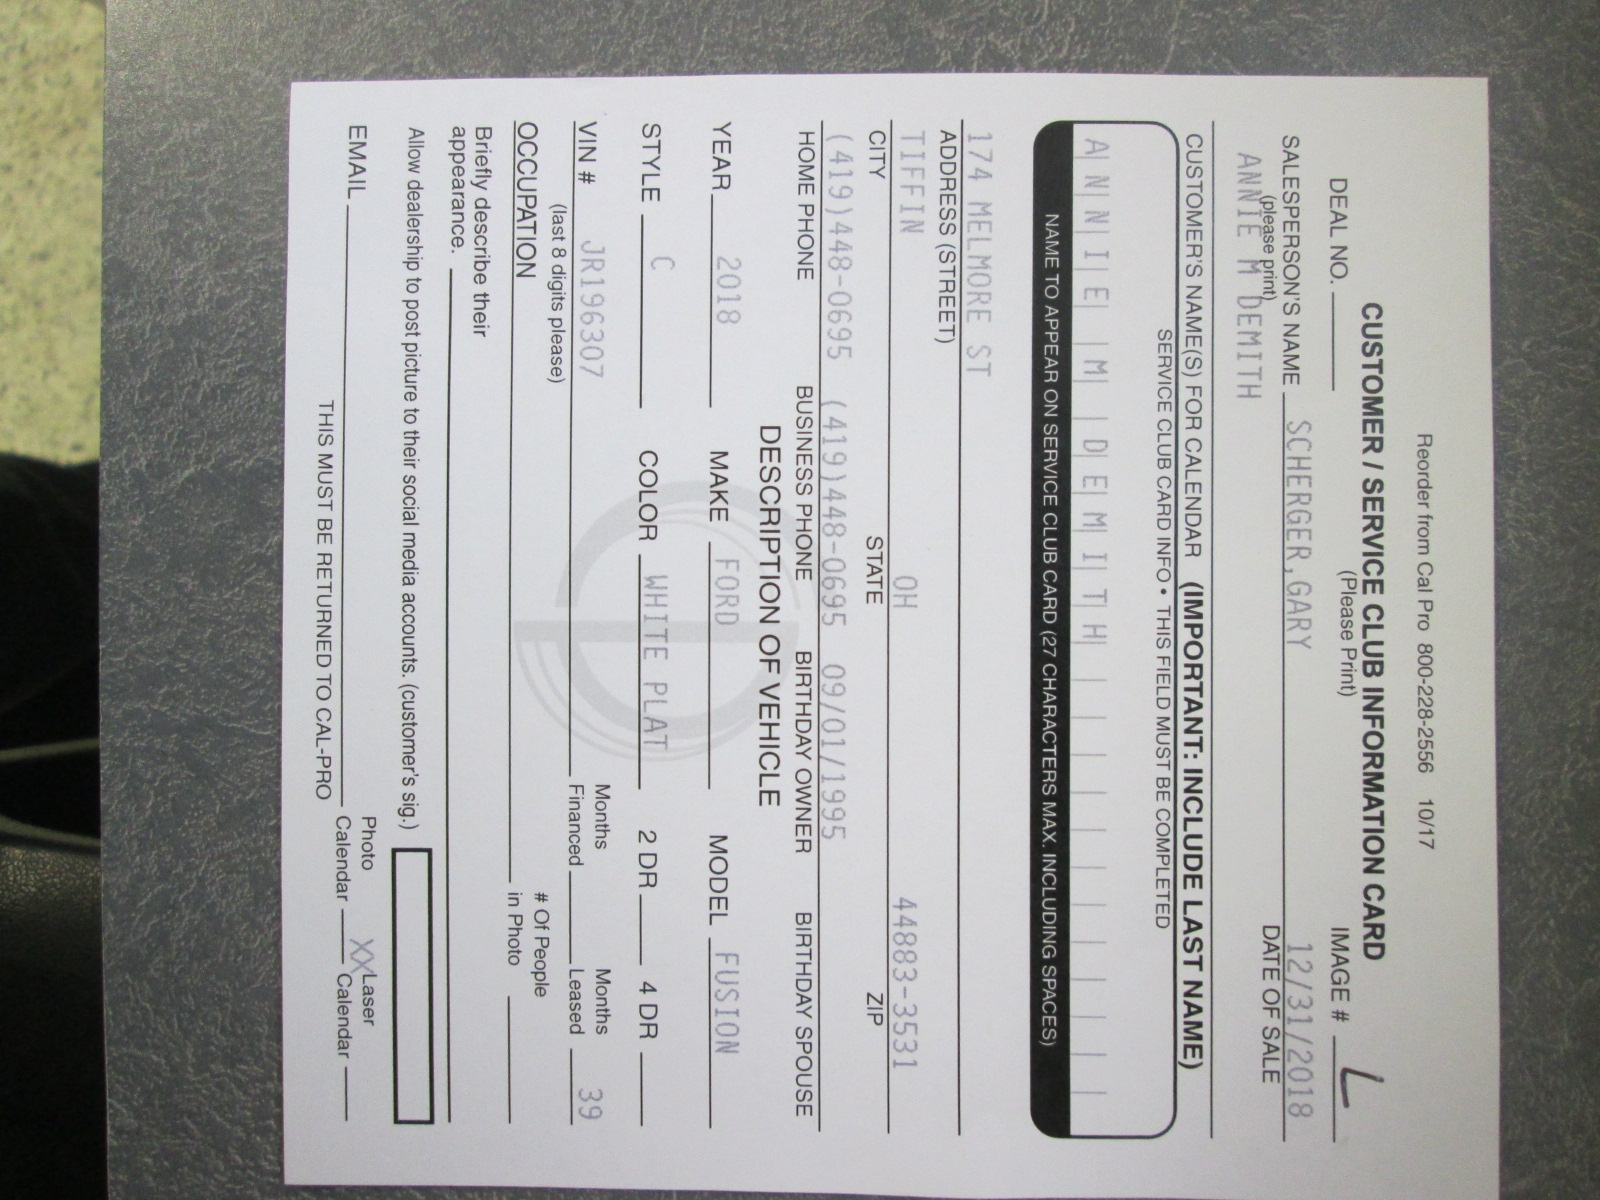 Reorder from Cal Pro 800-228-2556 10/17
CUSTOMER / SERVICE CLUB INFORMATION CARD
(Please Print)
DEAL NO. IMAGE #
SALESPERSON'S NAME SCHERGER,GARY 12/31/2018
(please print) DATE OF SALE
ANNIE M DEMITH
CUSTOMER'S NAME(S) FOR CALENDAR (IMPORTANT: INCLUDE LAST NAME)
SERVICE CLUB CARD INFO • THIS FIELD MUST BE COMPLETED
ANNIE M DEMITH
NAME TO APPEAR ON SERVICE CLUB CARD (27 CHARACTERS MAX. INCLUDING SPACES)
174 MELMORE ST
ADDRESS (STREET)
TIFFIN OH 44883-3531
CITY STATE ZIP
(419)448-0695 (419)448-0695 09/01/1995
HOME PHONE BUSINESS PHONE BIRTHDAY OWNER BIRTHDAY SPOUSE
DESCRIPTION OF VEHICLE
YEAR 2018 MAKE FORD MODEL FUSION
STYLE C COLOR WHITE PLAT 2 DR 4 DR
VIN # JR196307 Months Financed Months Leased 39
(last 8 digits please)
OCCUPATION # Of People in Photo
Briefly describe their
appearance.
Allow dealership to post picture to their social media accounts. (customer's sig.)
EMAIL Photo Calendar XX Laser Calendar
THIS MUST BE RETURNED TO CAL-PRO